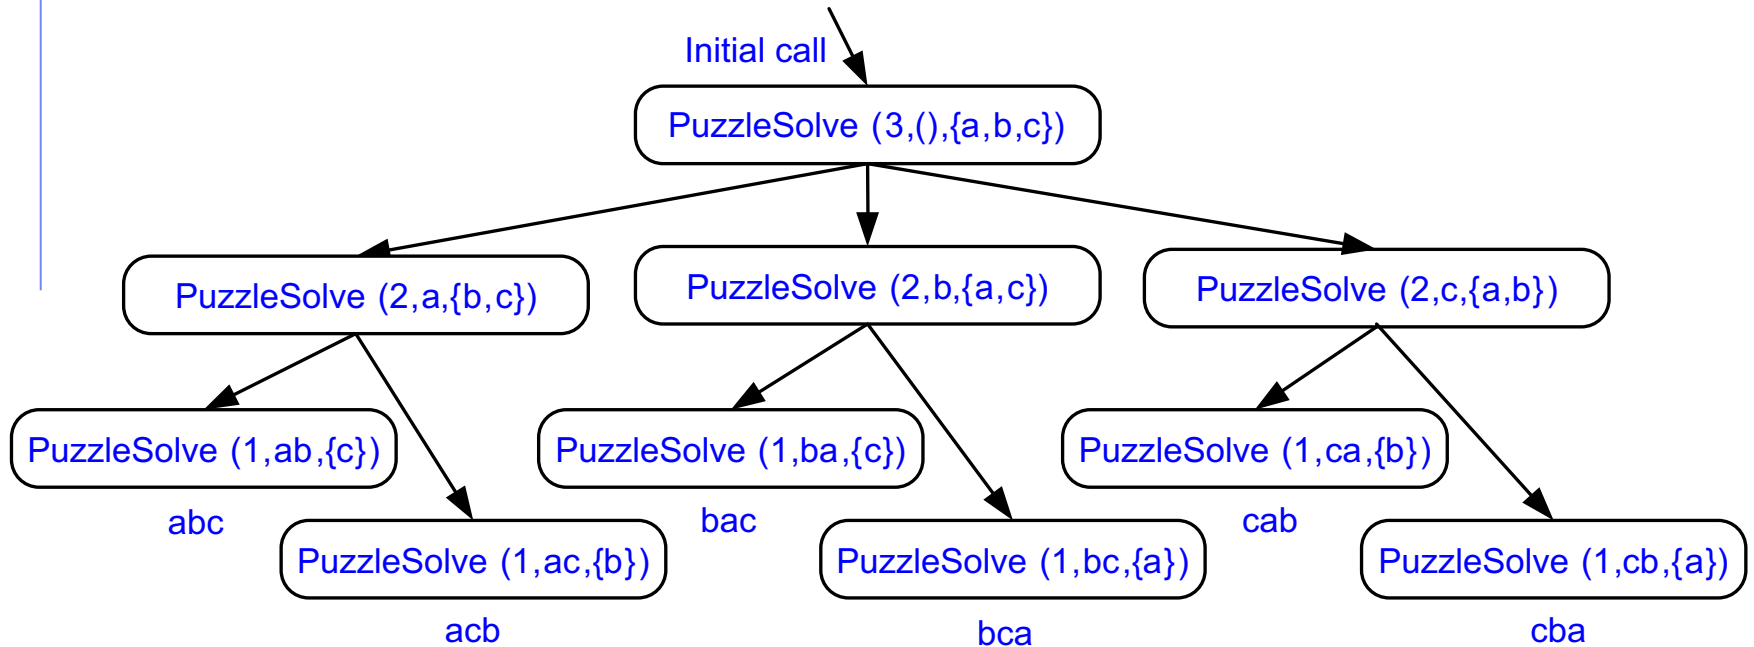 Initial call
PuzzleSolve (3,(),{a,b,c})
PuzzleSolve (2,a,{b,c})
PuzzleSolve (2,b,{a,c})
PuzzleSolve (2,c,{a,b})
PuzzleSolve (1,ab,{c})
PuzzleSolve (1,ba,{c})
PuzzleSolve (1,ca,{b})
abc
bac
cab
PuzzleSolve (1,ac,{b})
PuzzleSolve (1,bc,{a})
PuzzleSolve (1,cb,{a})
acb
bca
cba